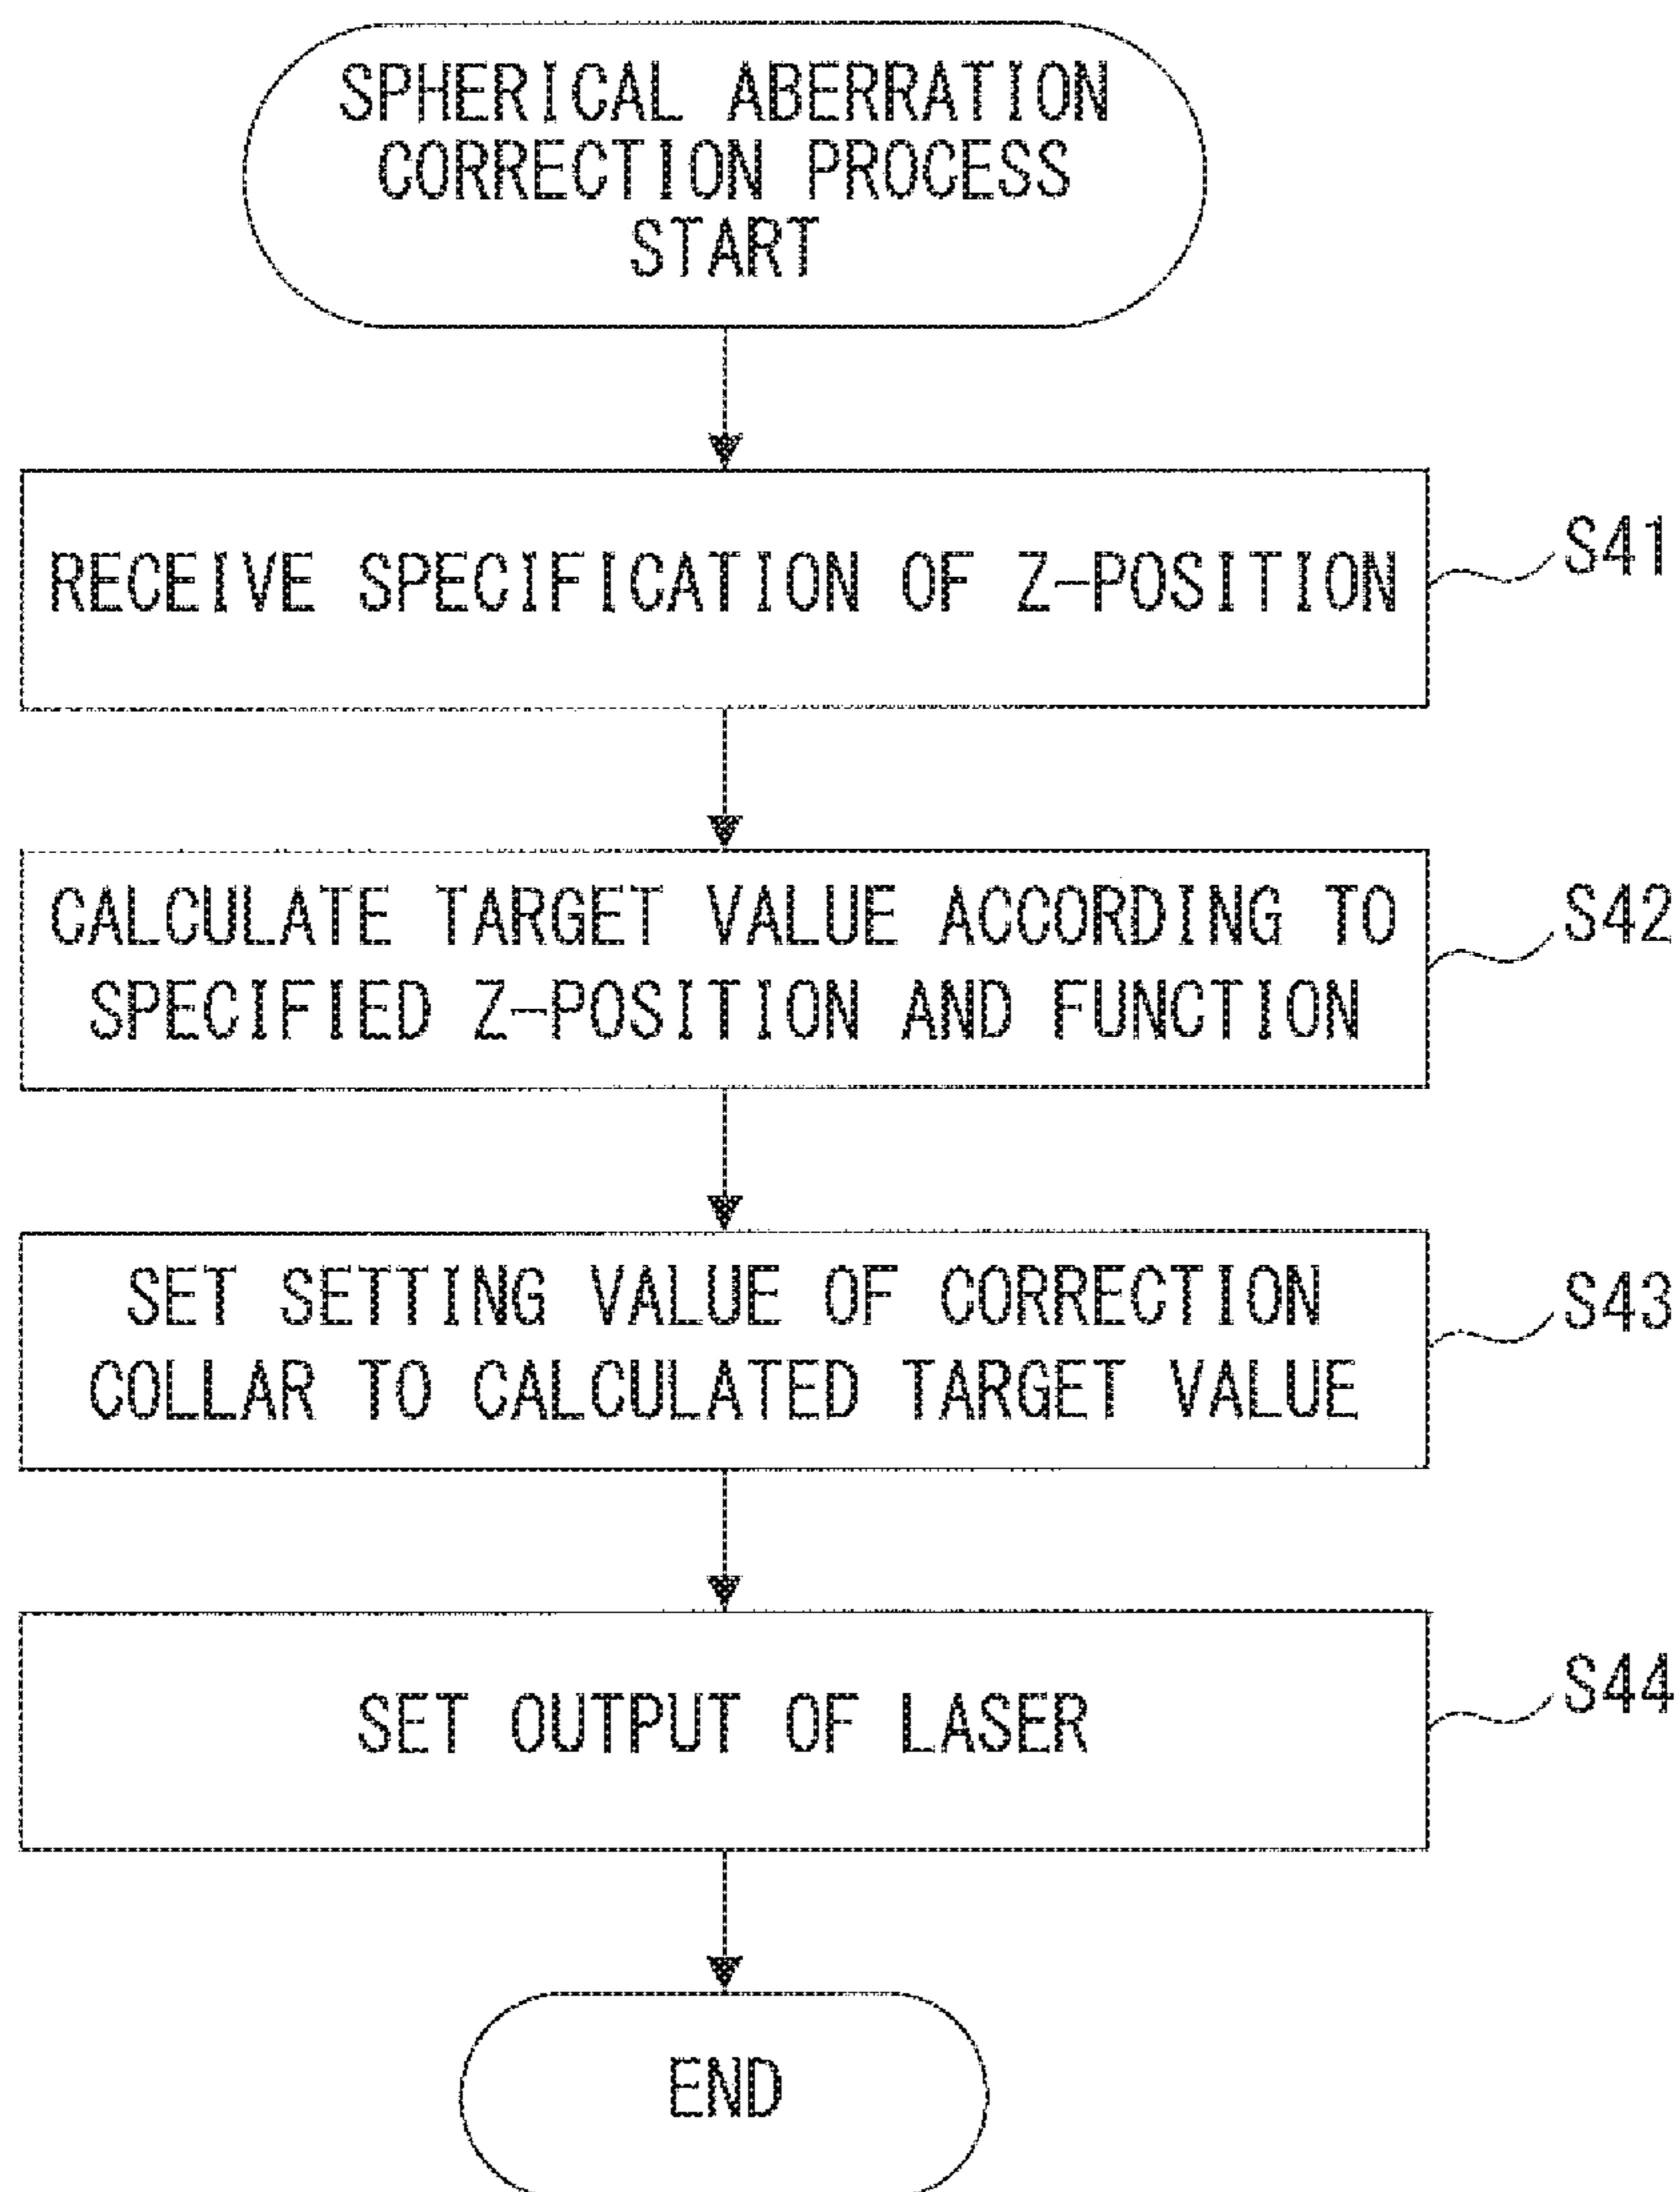 SPHERICAL ABERRATION
CORRECTION PROCESS
START
RECEIVE SPECIFICATION OF Z-POSITION
S41
CALCULATE TARGET VALUE ACCORDING TO
SPECIFIED Z-POSITION AND FUNCTION
S42
SET SETTING VALUE OF CORRECTION
COLLAR TO CALCULATED TARGET VALUE
S43
SET OUTPUT OF LASER
S44
END